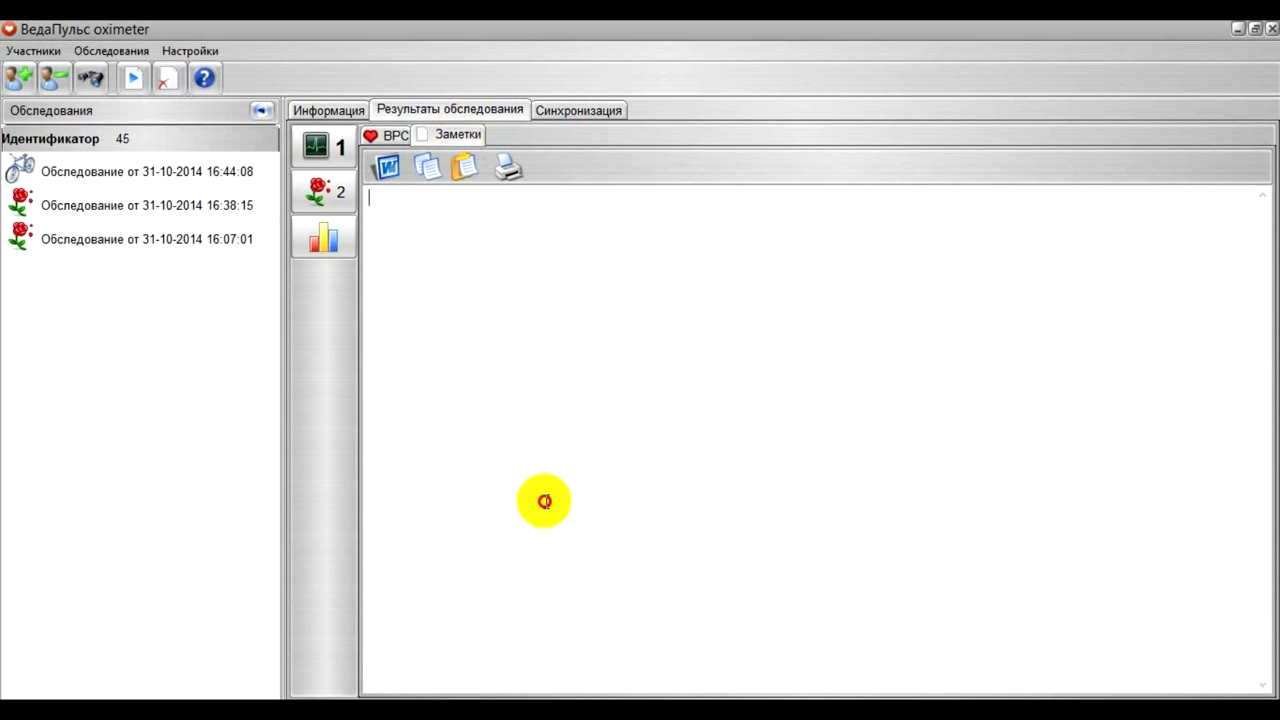 ВедаПульс oximeter
Участники Обследования Настройки
Обследования
Идентификатор 45
Обследование от 31-10-2014 16:44:08
Обследование от 31-10-2014 16:38:15
Обследование от 31-10-2014 16:07:01
Информация Результаты обследования Синхронизация
1
2
ВРС Заметки